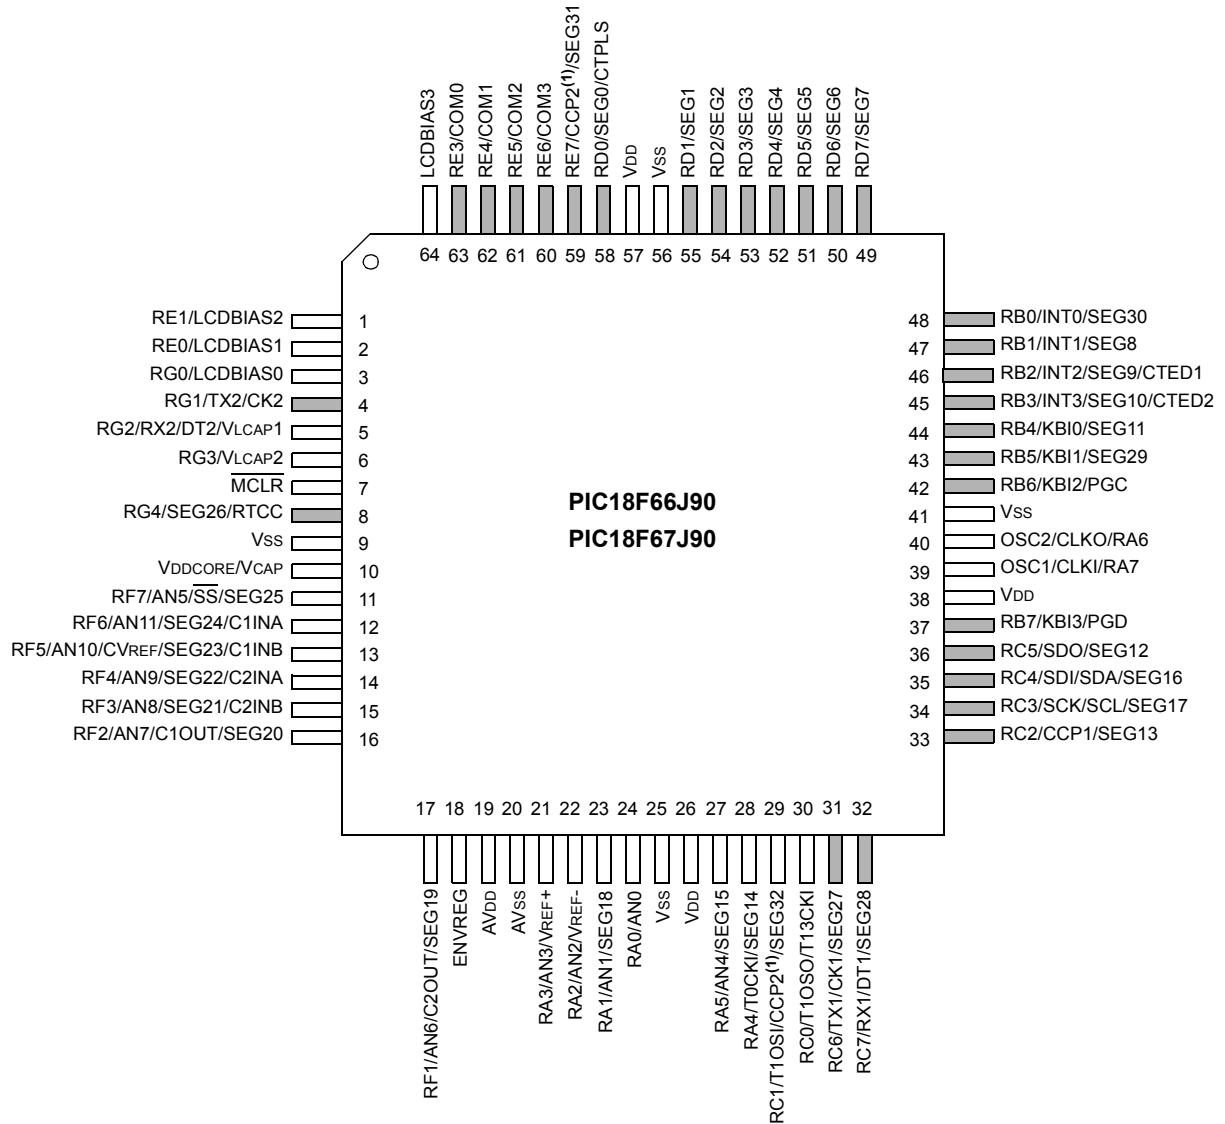 LCDBIAS3
RE3/COM0
RE4/COM1
RE5/COM2
RE6/COM3
RE7/CCP2(1)/SEG31
RD0/SEG0/CTPLS
VDD
VSS
RD1/SEG1
RD2/SEG2
RD3/SEG3
RD4/SEG4
RD5/SEG5
RD6/SEG6
RD7/SEG7
64 63 62 61 60 59 58 57 56 55 54 53 52 51 50 49
RE1/LCDBIAS2 1
RE0/LCDBIAS1 2
RG0/LCDBIAS0 3
RG1/TX2/CK2 4
RG2/RX2/DT2/VLCAP1 5
RG3/VLCAP2 6
MCLR 7
RG4/SEG26/RTCC 8
VSS 9
VDDCORE/VCAP 10
RF7/AN5/SS/SEG25 11
RF6/AN11/SEG24/C1INA 12
RF5/AN10/CVREF/SEG23/C1INB 13
RF4/AN9/SEG22/C2INA 14
RF3/AN8/SEG21/C2INB 15
RF2/AN7/C1OUT/SEG20 16
PIC18F66J90
PIC18F67J90
48 RB0/INT0/SEG30
47 RB1/INT1/SEG8
46 RB2/INT2/SEG9/CTED1
45 RB3/INT3/SEG10/CTED2
44 RB4/KBI0/SEG11
43 RB5/KBI1/SEG29
42 RB6/KBI2/PGC
41 VSS
40 OSC2/CLKO/RA6
39 OSC1/CLKI/RA7
38 VDD
37 RB7/KBI3/PGD
36 RC5/SDO/SEG12
35 RC4/SDI/SDA/SEG16
34 RC3/SCK/SCL/SEG17
33 RC2/CCP1/SEG13
17 18 19 20 21 22 23 24 25 26 27 28 29 30 31 32
RF1/AN6/C2OUT/SEG19
ENVREG
AVDD
AVSS
RA3/AN3/VREF+
RA2/AN2/VREF-
RA1/AN1/SEG18
RA0/AN0
VSS
VDD
RA5/AN4/SEG15
RA4/T0CKI/SEG14
RC1/T1OSI/CCP2(1)/SEG32
RC0/T1OSO/T13CKI
RC6/TX1/CK1/SEG27
RC7/RX1/DT1/SEG28